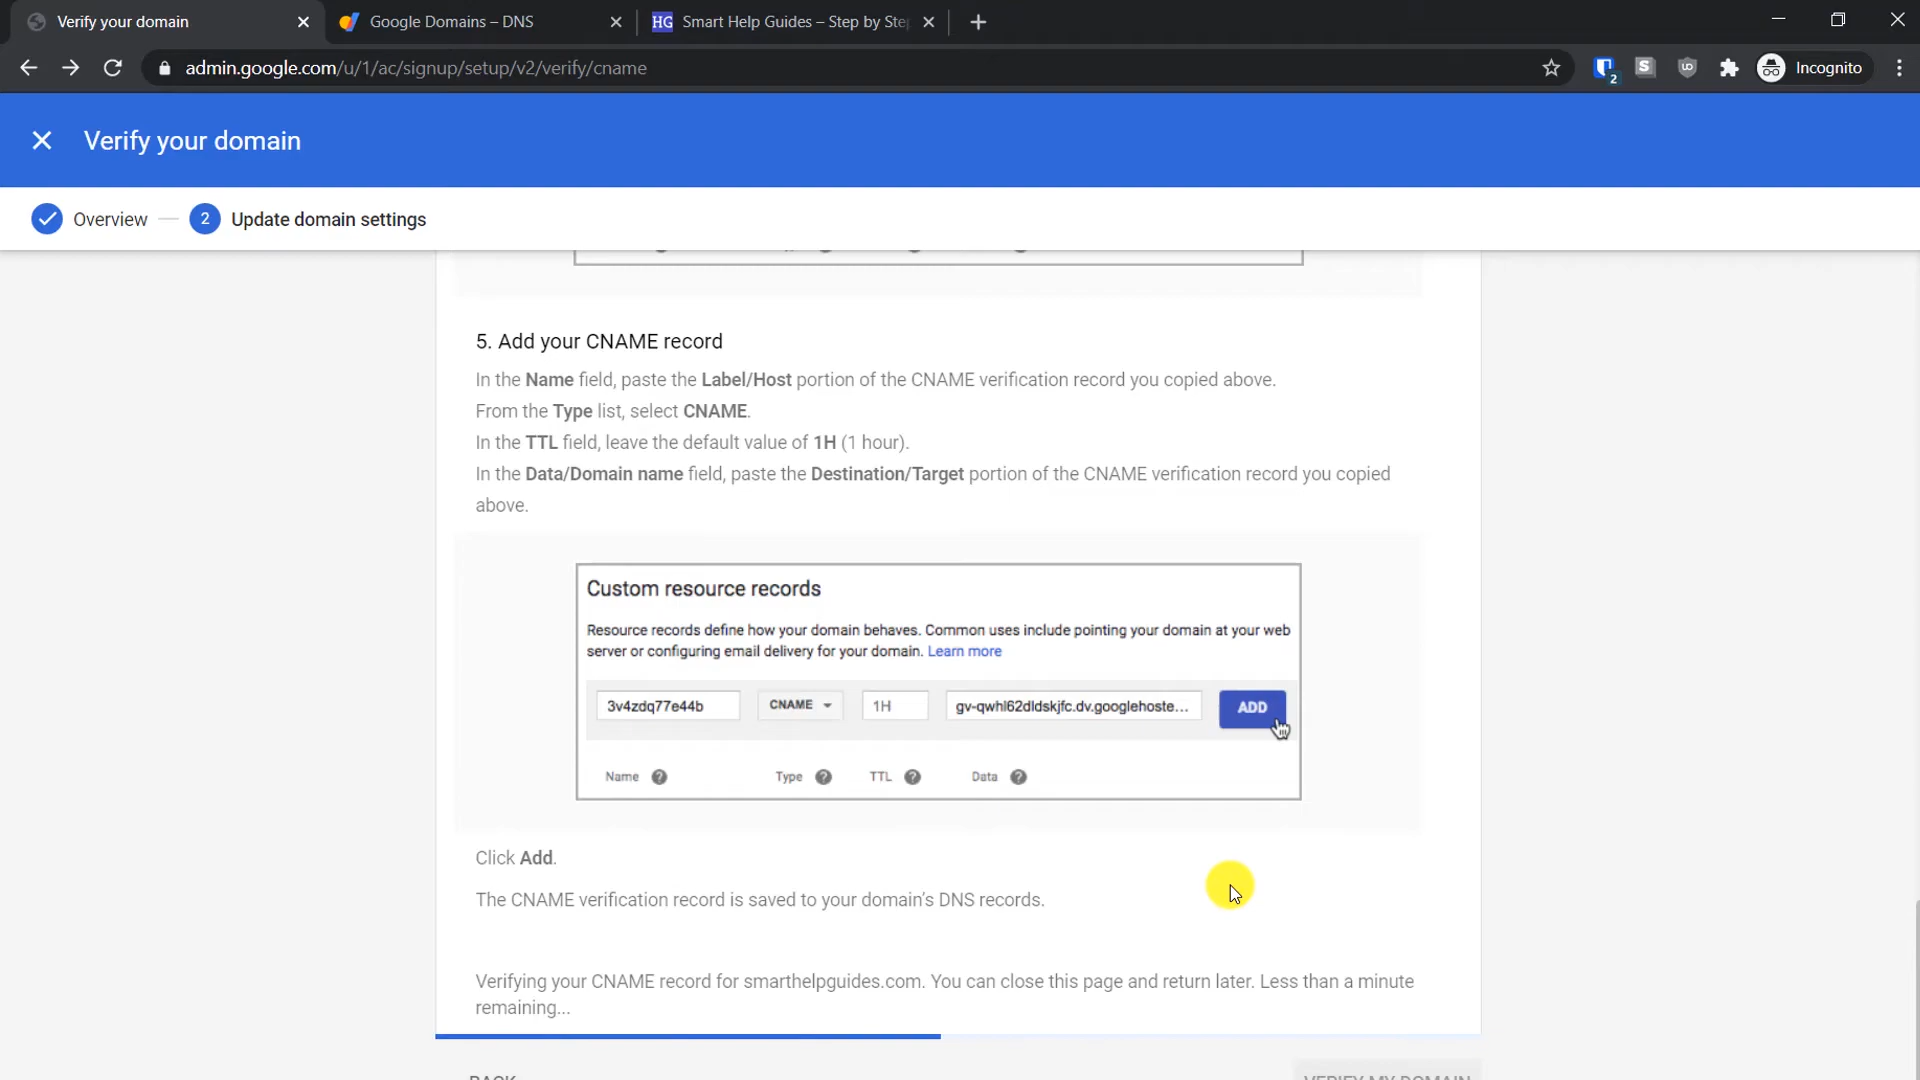 Verify your domain
Google Domains – DNS
HG Smart Help Guides – Step by Step
admin.google.com/u/1/ac/signup/setup/v2/verify/cname
2
S
Incognito
Verify your domain
Overview
2 Update domain settings
5. Add your CNAME record
In the Name field, paste the Label/Host portion of the CNAME verification record you copied above.
From the Type list, select CNAME.
In the TTL field, leave the default value of 1H (1 hour).
In the Data/Domain name field, paste the Destination/Target portion of the CNAME verification record you copied
above.
Custom resource records
Resource records define how your domain behaves. Common uses include pointing your domain at your web
server or configuring email delivery for your domain. Learn more
3v4zdq77e44b CNAME 1H gv-qwhl62dldskjfc.dv.googlehoste... ADD
Name ? Type ? TTL ? Data ?
Click Add.
The CNAME verification record is saved to your domain’s DNS records.
Verifying your CNAME record for smarthelpguides.com. You can close this page and return later. Less than a minute
remaining...
BACK
VERIFY MY DOMAIN